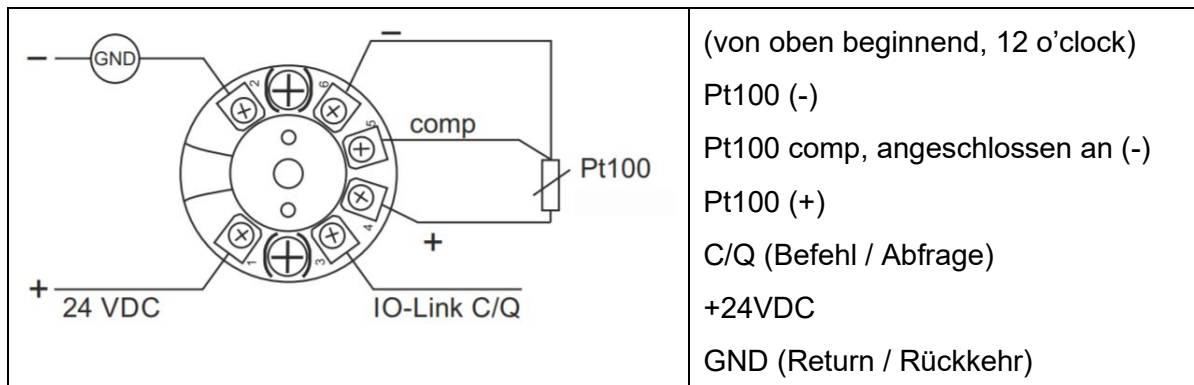 −
− GND
2
6
5
comp
Pt100
4
+
1
3
+ 24 VDC
IO-Link C/Q
(von oben beginnend, 12 o’clock)
Pt100 (-)
Pt100 comp, angeschlossen an (-)
Pt100 (+)
C/Q (Befehl / Abfrage)
+24VDC
GND (Return / Rückkehr)